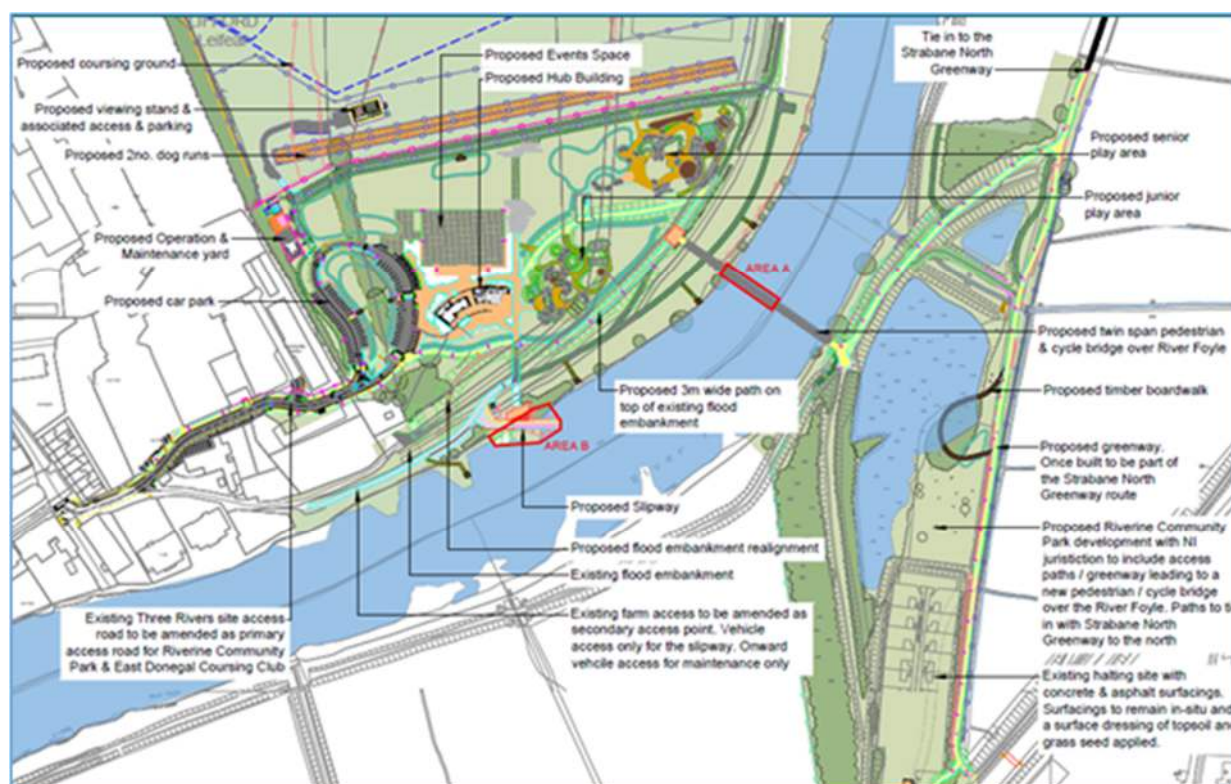 Tie in to the
Strabane North
Greenway
Proposed coursing ground
Proposed Events Space
Proposed Hub Building
Proposed viewing stand &
associated access & parking
Proposed 2no. dog runs
Proposed senior
play area
Proposed junior
play area
Proposed Operation &
Maintenance yard
Proposed car park
AREA A
Proposed twin span pedestrian
& cycle bridge over River Foyle
Proposed 3m wide path on
top of existing flood
embankment
Proposed timber boardwalk
AREA B
Proposed greenway.
Once built to be part of
the Strabane North
Greenway route
Proposed Slipway
Proposed flood embankment realignment
Existing flood embankment
Proposed Riverine Community
Park development with NI
juristiction to include access
paths / greenway leading to a
new pedestrian / cycle bridge
over the River Foyle. Paths to
in with Strabane North
Greenway to the north
Existing Three Rivers site access
road to be amended as primary
access road for Riverine Community
Park & East Donegal Coursing Club
Existing farm access to be amended as
secondary access point. Vehicle
access only for the slipway. Onward
vehcile access for maintenance only
Existing halting site with
concrete & asphalt surfacings.
Surfacings to remain in-situ and
a surface dressing of topsoil and
grass seed applied.